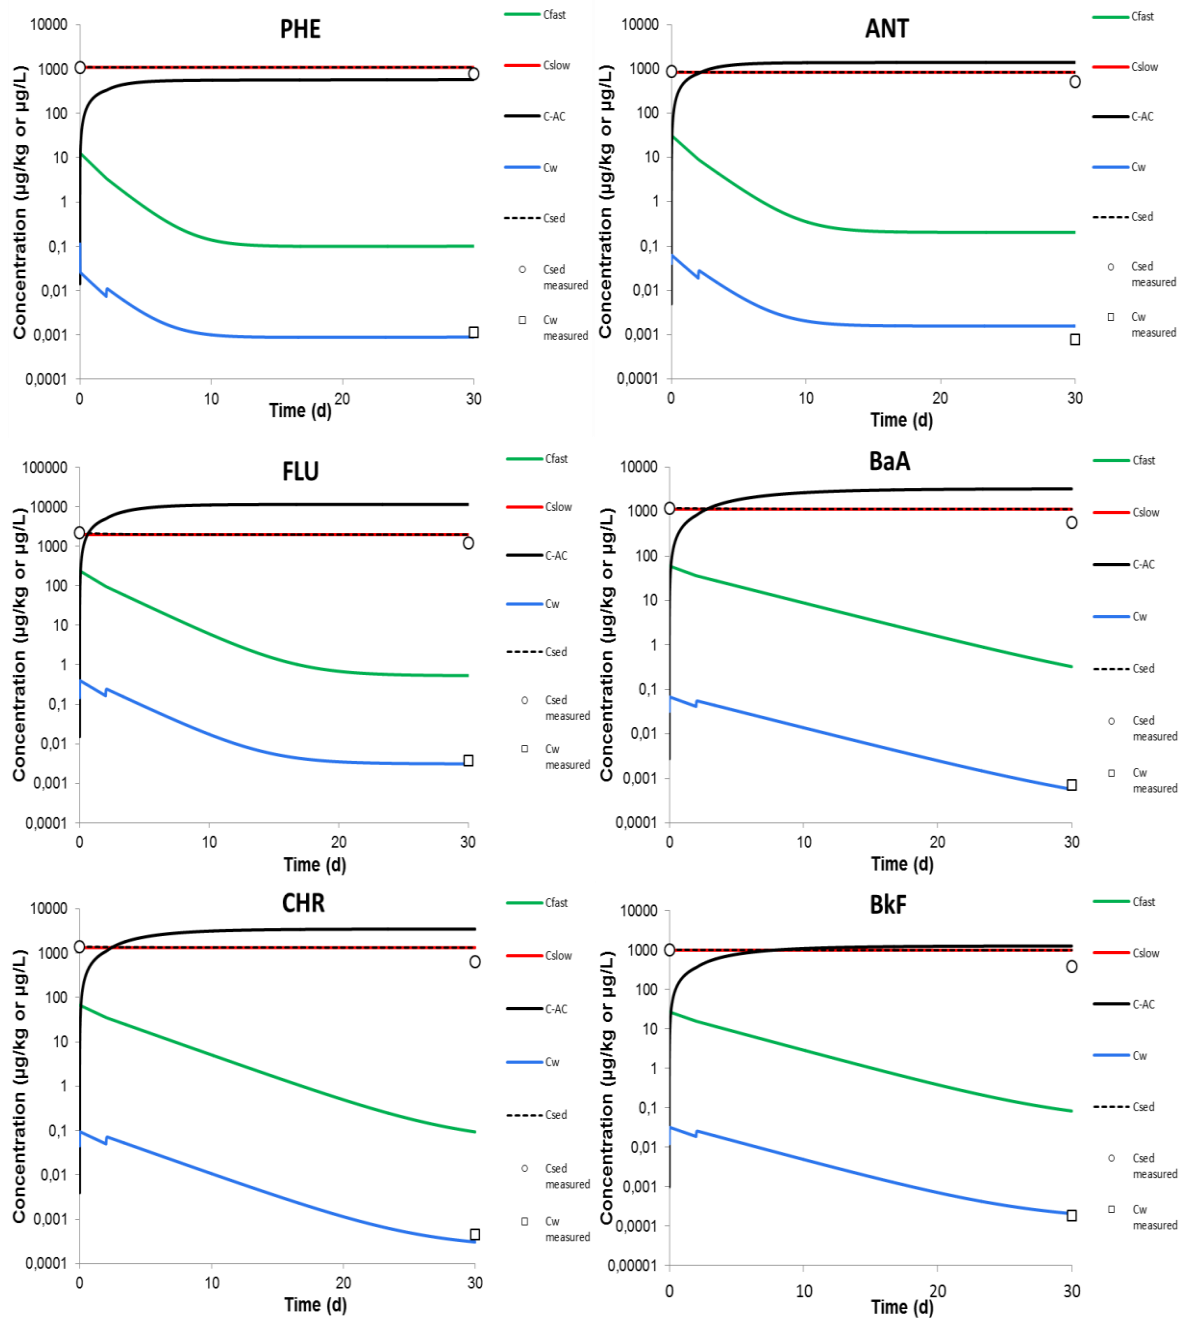 PHE
Concentration (µg/kg or µg/L)
10000
1000
100
10
1
0,1
0,01
0,001
0,0001
0
10
20
30
Time (d)
Cfast
Cslow
C-AC
Cw
Csed
Csed
measured
Cw
measured
ANT
Concentration (µg/kg or µg/L)
10000
1000
100
10
1
0,1
0,01
0,001
0,0001
0
10
20
30
Time (d)
Cfast
Cslow
C-AC
Cw
Csed
Csed
measured
Cw
measured
FLU
Concentration (µg/kg or µg/L)
100000
10000
1000
100
10
1
0,1
0,01
0,001
0,0001
0
10
20
30
Time (d)
Cfast
Cslow
C-AC
Cw
Csed
Csed
measured
Cw
measured
BaA
Concentration (µg/kg or µg/L)
10000
1000
100
10
1
0,1
0,01
0,001
0,0001
0
10
20
30
Time (d)
Cfast
Cslow
C-AC
Cw
Csed
Csed
measured
Cw
measured
CHR
Concentration (µg/kg or µg/L)
10000
1000
100
10
1
0,1
0,01
0,001
0,0001
0
10
20
30
Time (d)
Cfast
Cslow
C-AC
Cw
Csed
Csed
measured
Cw
measured
BkF
Concentration (µg/kg or µg/L)
10000
1000
100
10
1
0,1
0,01
0,001
0,0001
0,00001
0
10
20
30
Time (d)
Cfast
Cslow
C-AC
Cw
Csed
Csed
measured
Cw
measured